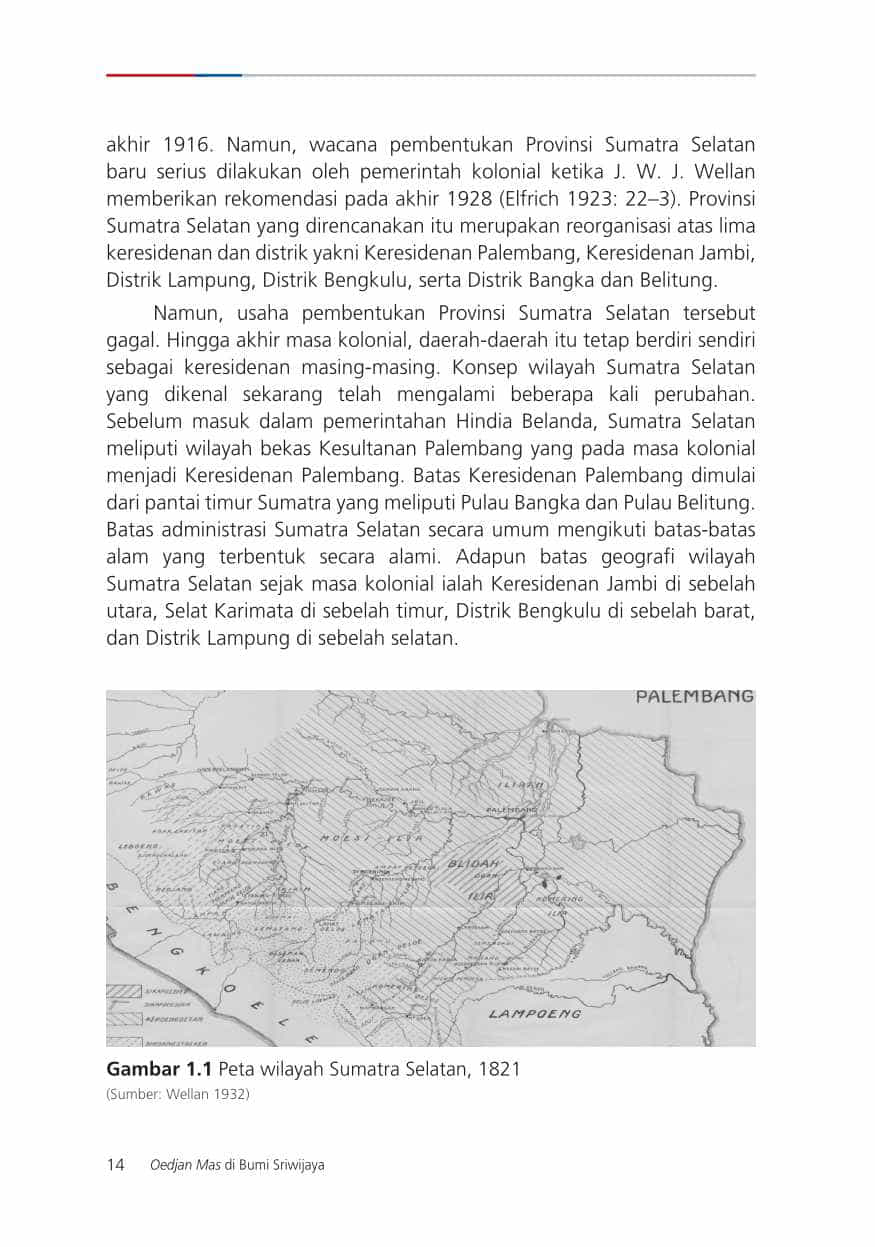 akhir 1916. Namun, wacana pembentukan Provinsi Sumatra Selatan
baru serius dilakukan oleh pemerintah kolonial ketika J. W. J. Wellan
memberikan rekomendasi pada akhir 1928 (Elfrich 1923: 22–3). Provinsi
Sumatra Selatan yang direncanakan itu merupakan reorganisasi atas lima
keresidenan dan distrik yakni Keresidenan Palembang, Keresidenan Jambi,
Distrik Lampung, Distrik Bengkulu, serta Distrik Bangka dan Belitung.
Namun, usaha pembentukan Provinsi Sumatra Selatan tersebut
gagal. Hingga akhir masa kolonial, daerah-daerah itu tetap berdiri sendiri
sebagai keresidenan masing-masing. Konsep wilayah Sumatra Selatan
yang dikenal sekarang telah mengalami beberapa kali perubahan.
Sebelum masuk dalam pemerintahan Hindia Belanda, Sumatra Selatan
meliputi wilayah bekas Kesultanan Palembang yang pada masa kolonial
menjadi Keresidenan Palembang. Batas Keresidenan Palembang dimulai
dari pantai timur Sumatra yang meliputi Pulau Bangka dan Pulau Belitung.
Batas administrasi Sumatra Selatan secara umum mengikuti batas-batas
alam yang terbentuk secara alami. Adapun batas geografi wilayah
Sumatra Selatan sejak masa kolonial ialah Keresidenan Jambi di sebelah
utara, Selat Karimata di sebelah timur, Distrik Bengkulu di sebelah barat,
dan Distrik Lampung di sebelah selatan.
PALEMBANG
ILIRAN
PALEMBANG
MOESI-ILIR
LEBOENG
REDJANG
BLIDAH
OGAN
ILIR
KOMERING
ILIR
BENGKOELE
LAMPOENG
Gambar 1.1 Peta wilayah Sumatra Selatan, 1821
(Sumber: Wellan 1932)
14 Oedjan Mas di Bumi Sriwijaya